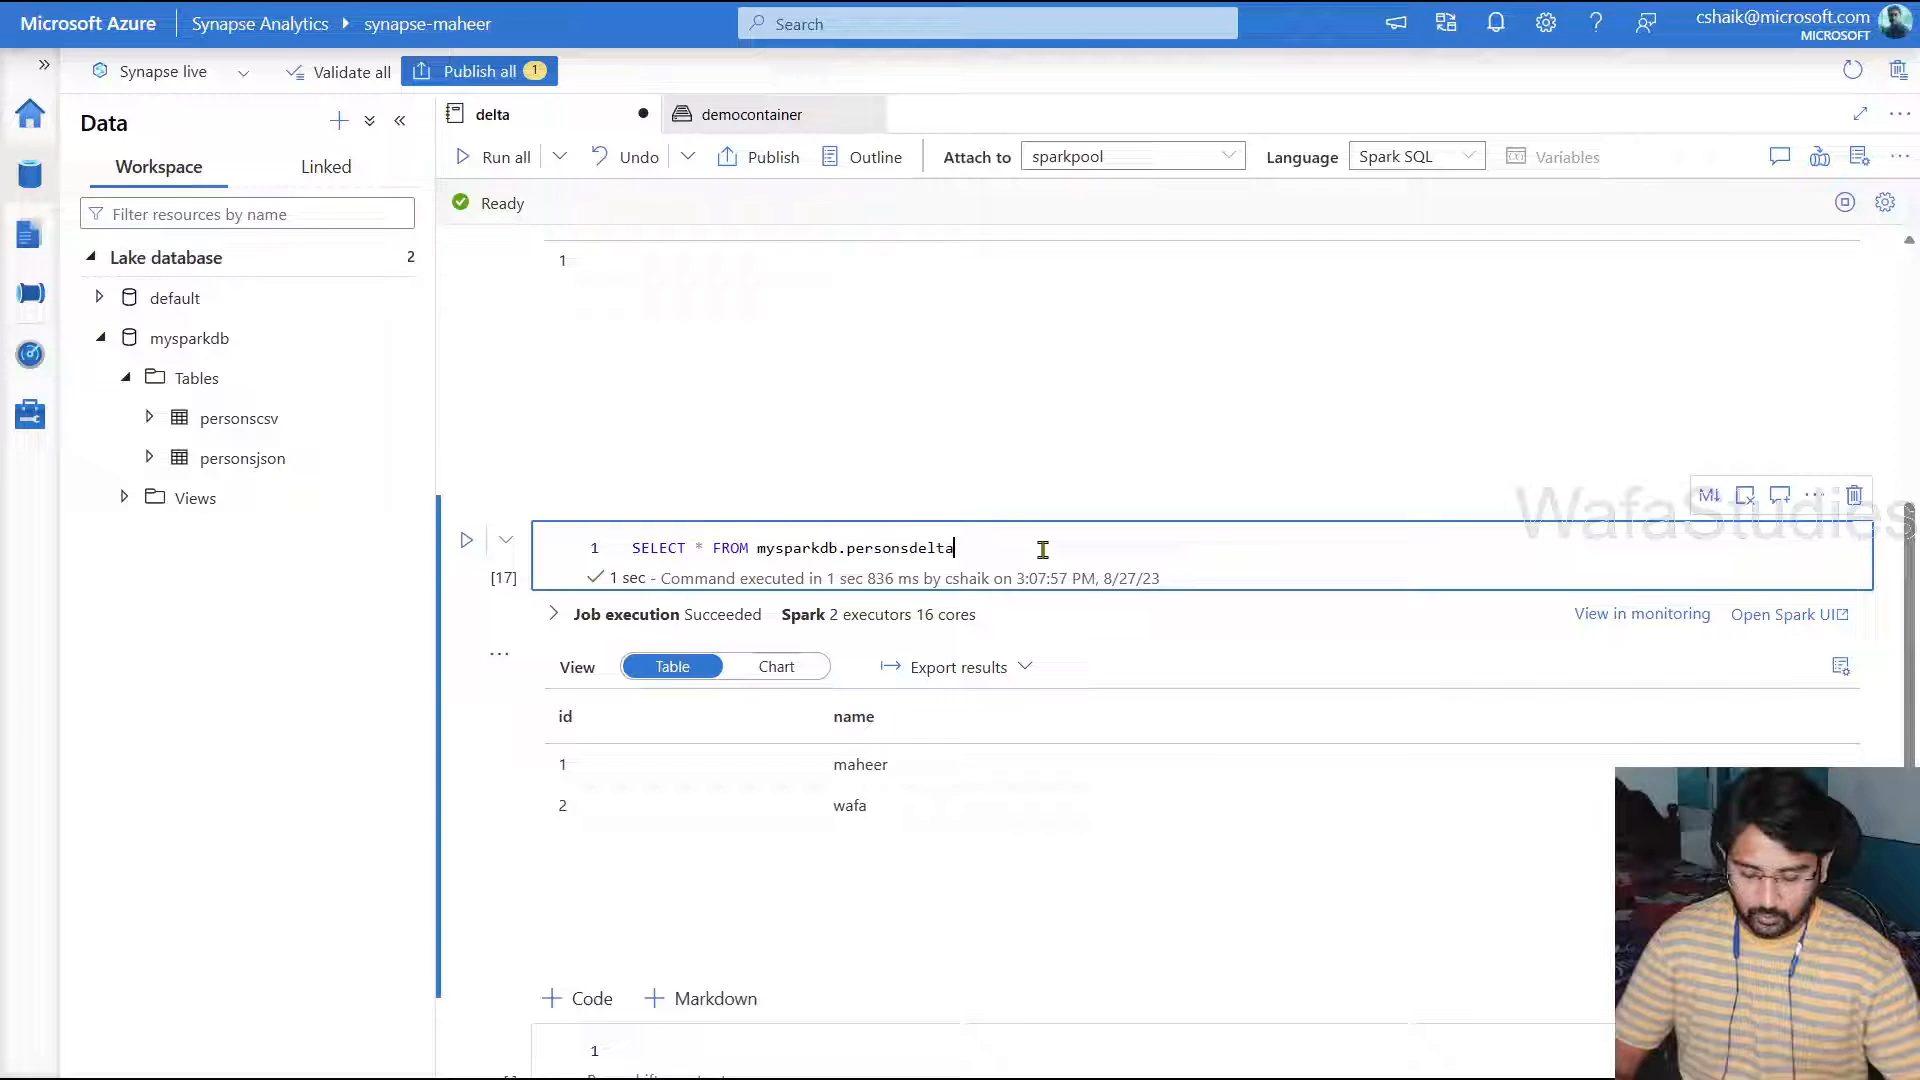 Microsoft Azure
Synapse Analytics
synapse-maheer
Search
cshaik@microsoft.com
MICROSOFT
Synapse live
Validate all
Publish all 1
Data
Workspace
Linked
Filter resources by name
Lake database 2
default
mysparkdb
Tables
personscsv
personsjson
Views
delta
democontainer
Run all
Undo
Publish
Outline
Attach to
sparkpool
Language
Spark SQL
Variables
Ready
1
M↓
WafaStudies
1 SELECT * FROM mysparkdb.personsdelta
[17]
1 sec - Command executed in 1 sec 836 ms by cshaik on 3:07:57 PM, 8/27/23
Job execution Succeeded Spark 2 executors 16 cores
View in monitoring
Open Spark UI
View
Table
Chart
Export results
id name
1 maheer
2 wafa
Code
Markdown
1